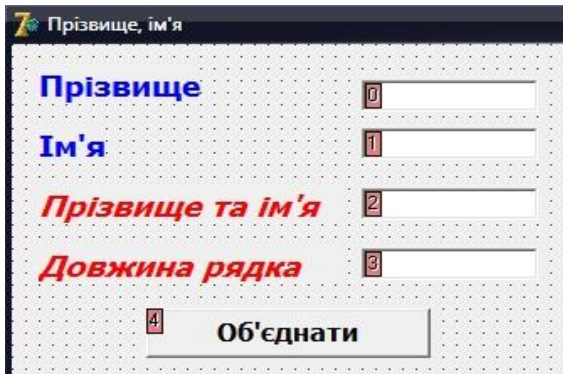 Прізвище, ім'я
Прізвище 0
Ім'я 1
Прізвище та ім'я 2
Довжина рядка 3
4 Об'єднати